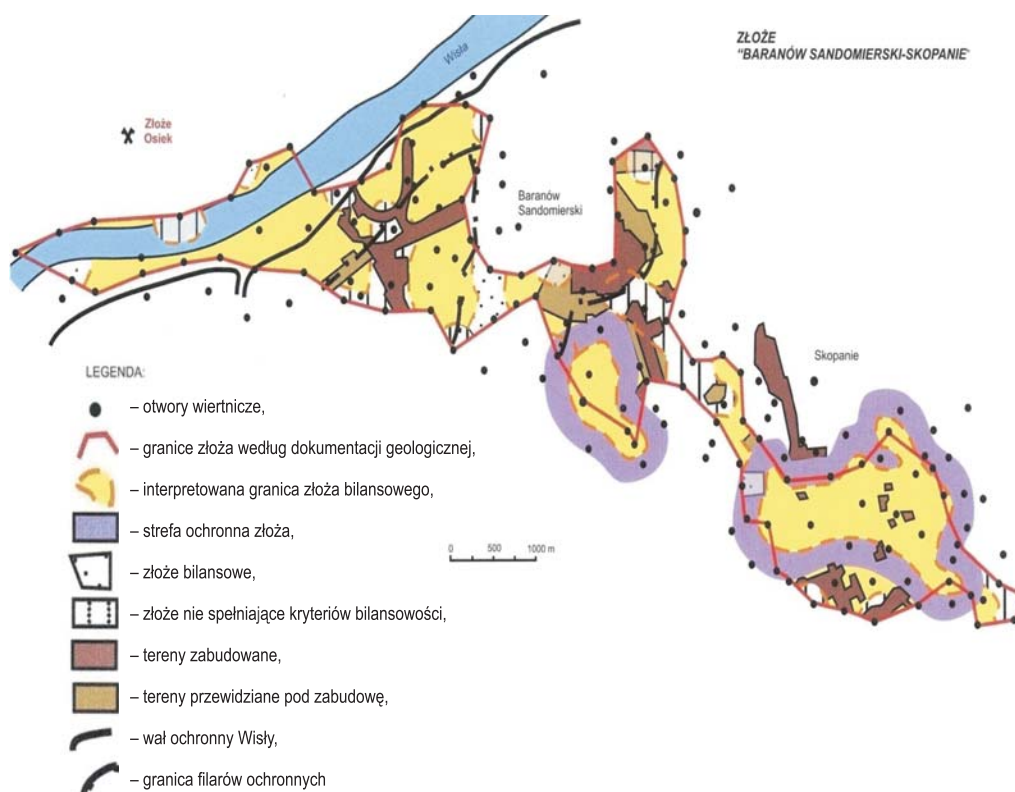 ZŁOŻE
"BARANÓW SANDOMIERSKI-SKOPANIE"
Wisła
Złoże
Osiek
Baranów
Sandomierski
Skopanie
LEGENDA:
– otwory wiertnicze,
– granice złoża według dokumentacji geologicznej,
– interpretowana granica złoża bilansowego,
– strefa ochronna złoża,
– złoże bilansowe,
– złoże nie spełniające kryteriów bilansowości,
– tereny zabudowane,
– tereny przewidziane pod zabudowę,
– wał ochronny Wisły,
– granica filarów ochronnych
0 500 1000 m